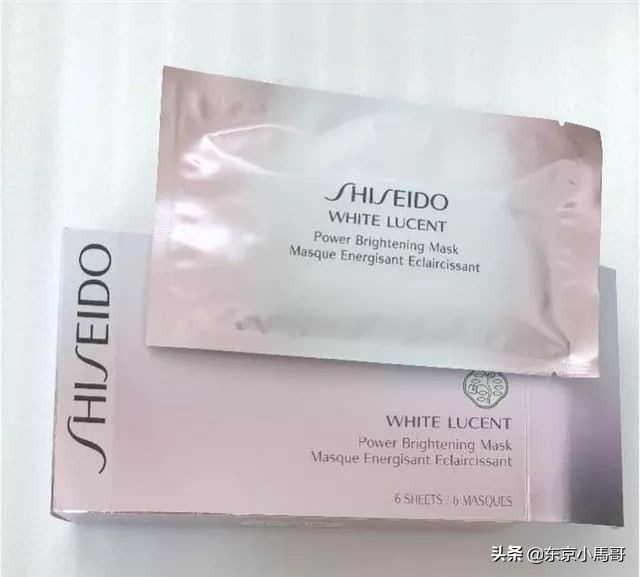 SHISEIDO
WHITE LUCENT
Power Brightening Mask
Masque Energisant Eclaircissant
SHISEIDO
WHITE LUCENT
Power Brightening Mask
Masque Energisant Eclaircissant
6 SHEETS / 6 MASQUES
头条 @东京小馬哥